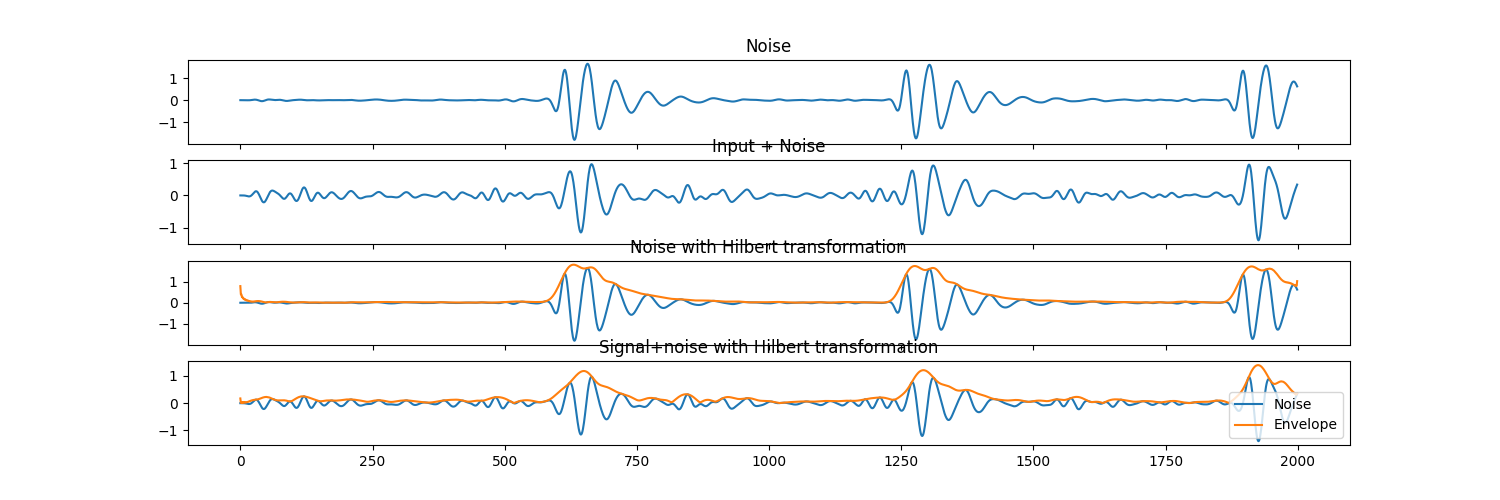 Noise
1
0
−1
Input + Noise
1
0
−1
Noise with Hilbert transformation
1
0
−1
Signal+noise with Hilbert transformation
1
0
−1
Noise
Envelope
0 250 500 750 1000 1250 1500 1750 2000